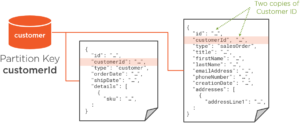 customer
Partition Key
customerId
{
"id": "…",
"customerId": "…",
"type": "customer",
"orderDate": "…",
"shipDate": "…",
"details": [
{
"sku": "…",
Two copies of
Customer ID
{
"id": "…",
"customerId": "…",
"type": "salesOrder",
"title": "…",
"firstName": "…",
"lastName": "…",
"emailAddress": "…",
"phoneNumber": "…",
"creationDate": "…",
"addresses": [
{
"addressLine1": "…",